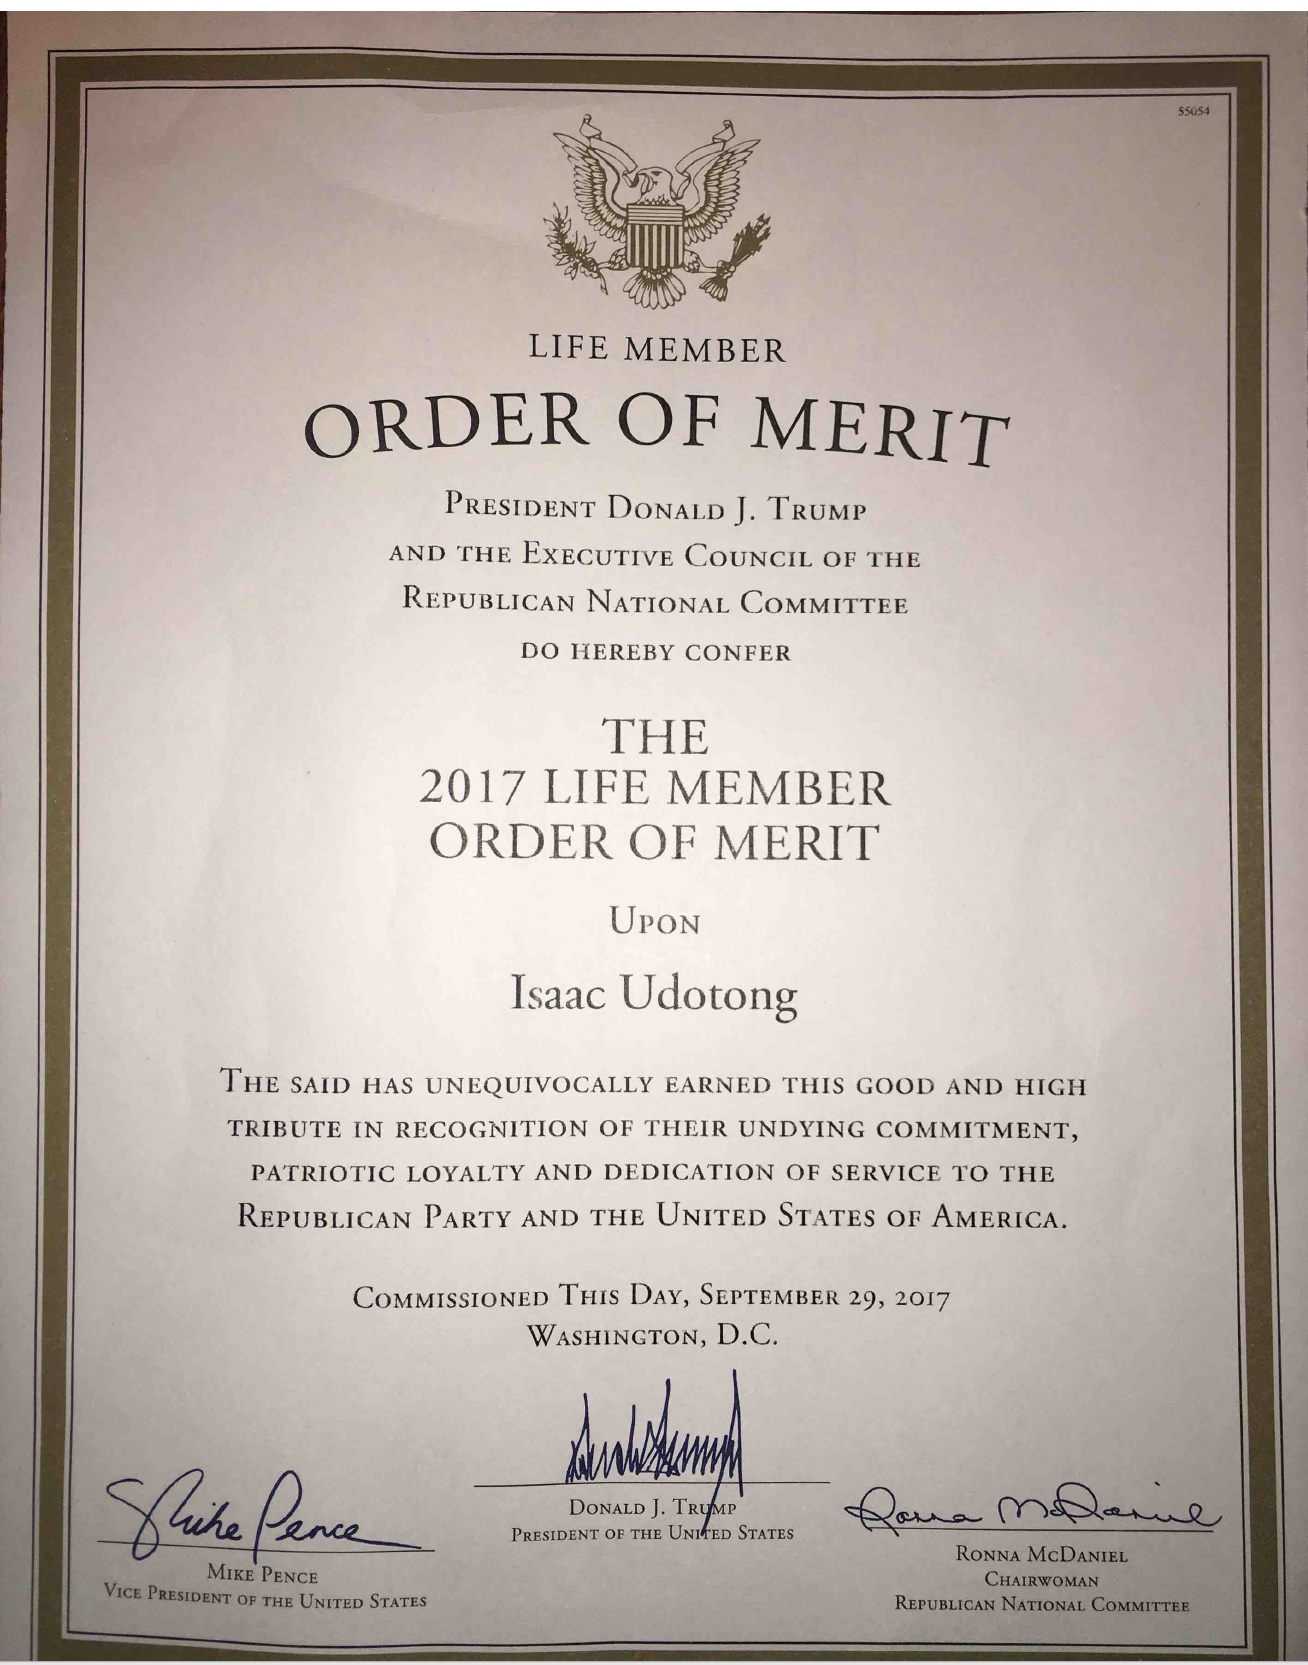 55054
LIFE MEMBER
ORDER OF MERIT
PRESIDENT DONALD J. TRUMP
AND THE EXECUTIVE COUNCIL OF THE
REPUBLICAN NATIONAL COMMITTEE
DO HEREBY CONFER
THE
2017 LIFE MEMBER
ORDER OF MERIT
UPON
Isaac Udotong
THE SAID HAS UNEQUIVOCALLY EARNED THIS GOOD AND HIGH
TRIBUTE IN RECOGNITION OF THEIR UNDYING COMMITMENT,
PATRIOTIC LOYALTY AND DEDICATION OF SERVICE TO THE
REPUBLICAN PARTY AND THE UNITED STATES OF AMERICA.
COMMISSIONED THIS DAY, SEPTEMBER 29, 2017
WASHINGTON, D.C.
Mike Pence
MIKE PENCE
VICE PRESIDENT OF THE UNITED STATES
Donald Trump
DONALD J. TRUMP
PRESIDENT OF THE UNITED STATES
Ronna McDaniel
RONNA MCDANIEL
CHAIRWOMAN
REPUBLICAN NATIONAL COMMITTEE